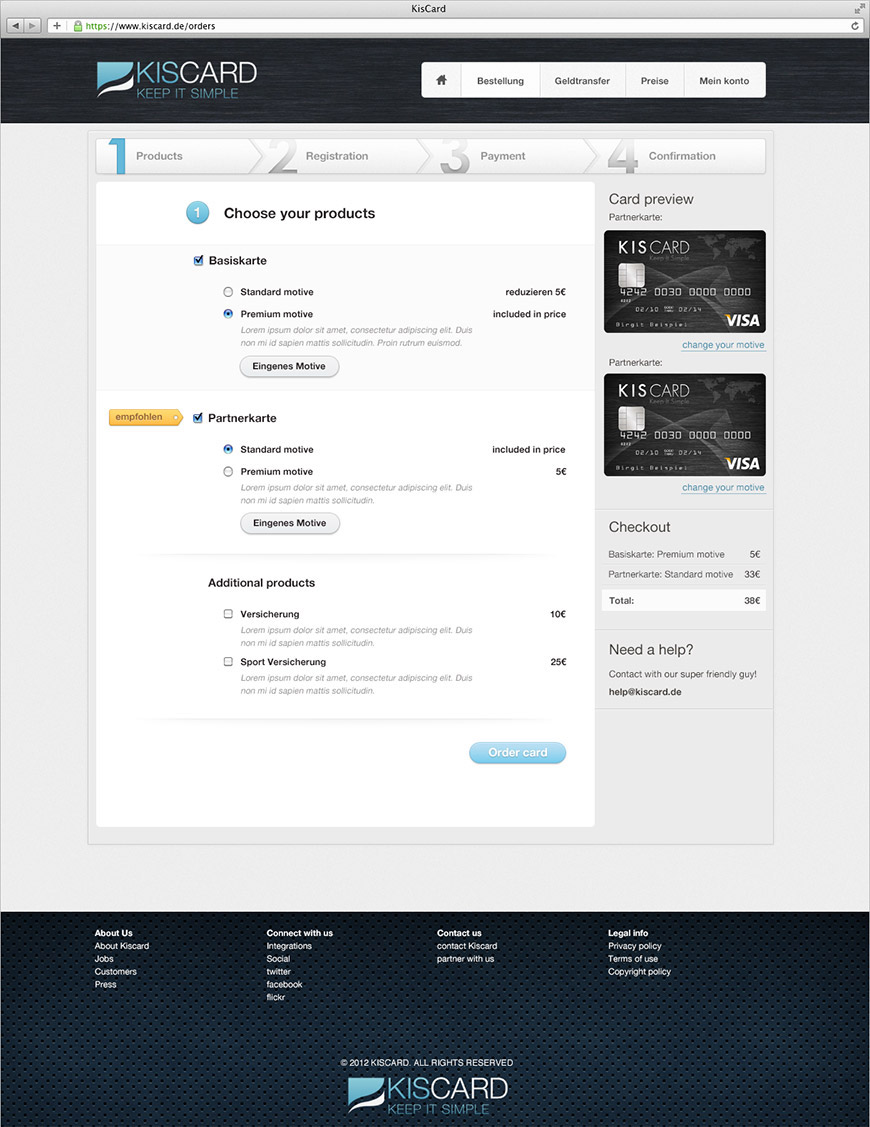 KisCard
https://www.kiscard.de/orders
KISCARD
KEEP IT SIMPLE
Bestellung
Geldtransfer
Preise
Mein konto
1 Products
2 Registration
3 Payment
4 Confirmation
1 Choose your products
Basiskarte
Standard motive reduzieren 5€
Premium motive included in price
Lorem ipsum dolor sit amet, consectetur adipiscing elit. Duis
non mi id sapien mattis sollicitudin. Proin rutrum euismod.
Eingenes Motive
empfohlen
Partnerkarte
Standard motive included in price
Premium motive 5€
Lorem ipsum dolor sit amet, consectetur adipiscing elit. Duis
non mi id sapien mattis sollicitudin.
Eingenes Motive
Additional products
Versicherung 10€
Lorem ipsum dolor sit amet, consectetur adipiscing elit. Duis
non mi id sapien mattis sollicitudin.
Sport Versicherung 25€
Lorem ipsum dolor sit amet, consectetur adipiscing elit. Duis
non mi id sapien mattis sollicitudin.
Order card
Card preview
Partnerkarte:
KISCARD
Keep It Simple
4242 0030 0000 0000
4242
02/10 02/14
Birgit Beispiel
VISA
change your motive
Partnerkarte:
KISCARD
Keep It Simple
4242 0030 0000 0000
4242
02/10 02/14
Birgit Beispiel
VISA
change your motive
Checkout
Basiskarte: Premium motive 5€
Partnerkarte: Standard motive 33€
Total: 38€
Need a help?
Contact with our super friendly guy!
help@kiscard.de
About Us
About Kiscard
Jobs
Customers
Press
Connect with us
Integrations
Social
twitter
facebook
flickr
Contact us
contact Kiscard
partner with us
Legal info
Privacy policy
Terms of use
Copyright policy
© 2012 KISCARD. ALL RIGHTS RESERVED
KISCARD
KEEP IT SIMPLE